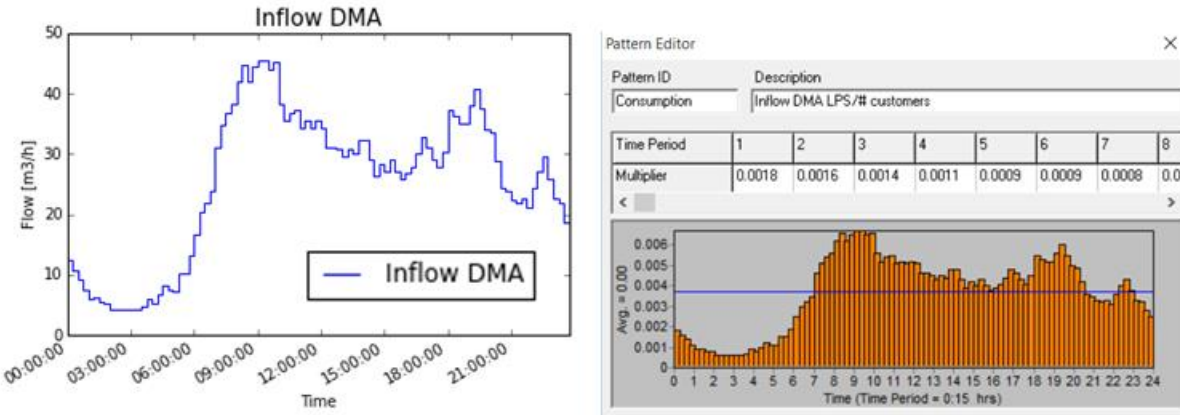 Inflow DMA
50
40
30
20
10
0
Flow [m3/h]
Inflow DMA
00:00:00 03:00:00 06:00:00 09:00:00 12:00:00 15:00:00 18:00:00 21:00:00
Time
Pattern Editor
Pattern ID Description
Consumption Inflow DMA LPS/# customers
Time Period 1 2 3 4 5 6 7 8
Multiplier 0.0018 0.0016 0.0014 0.0011 0.0009 0.0009 0.0008 0.0
Avg. = 0.00
0.006
0.005
0.004
0.003
0.002
0.001
0
0 1 2 3 4 5 6 7 8 9 10 11 12 13 14 15 16 17 18 19 20 21 22 23 24
Time (Time Period = 0:15 hrs)